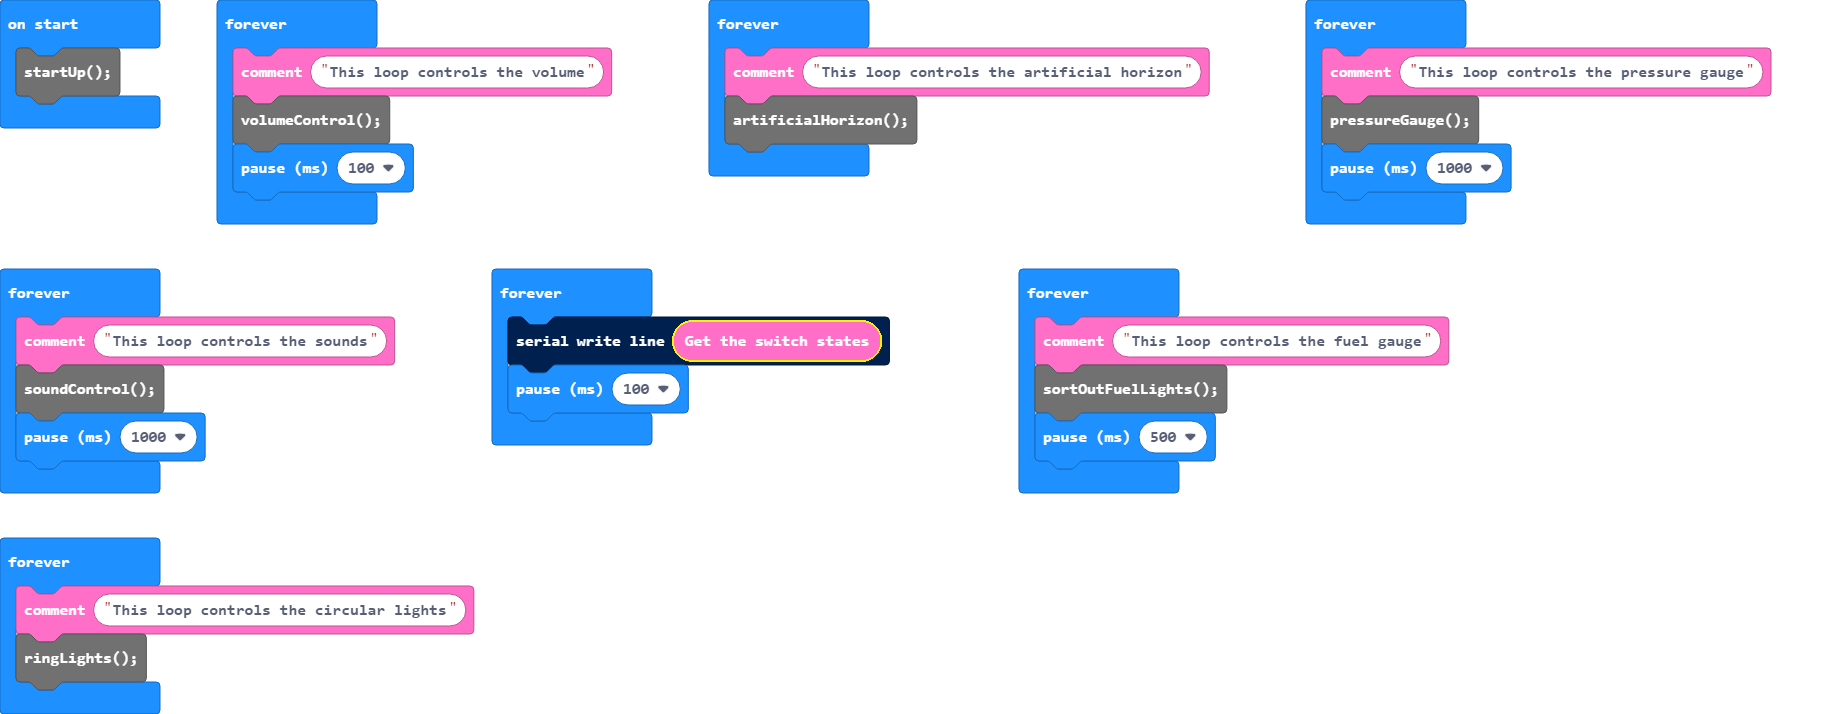 on start
startUp();
forever
comment "This loop controls the volume"
volumeControl();
pause (ms) 100
forever
comment "This loop controls the artificial horizon"
artificialHorizon();
forever
comment "This loop controls the pressure gauge"
pressureGauge();
pause (ms) 1000
forever
comment "This loop controls the sounds"
soundControl();
pause (ms) 1000
forever
serial write line Get the switch states
pause (ms) 100
forever
comment "This loop controls the fuel gauge"
sortOutFuelLights();
pause (ms) 500
forever
comment "This loop controls the circular lights"
ringLights();